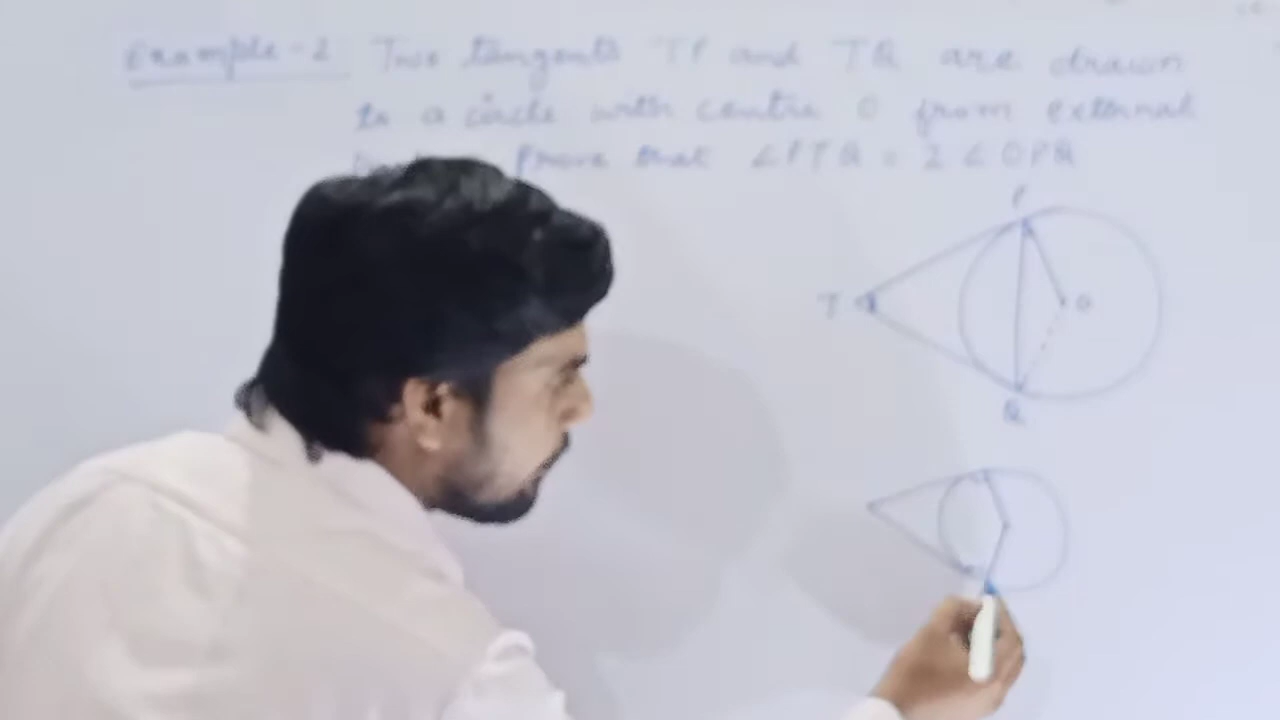 Example-2 Two tangents TP and TQ are drawn
to a circle with centre O from external
Prove that ∠PTQ = 2∠OPQ
P
T
O
Q